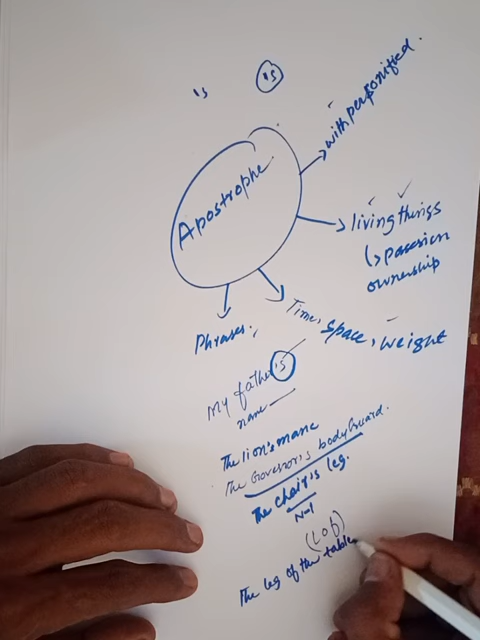 's 's
with personified.
Apostrophe.
living things
↳ possession
ownership
Time, space, weight
Phrases.
My father's
name —
The lion's mane
The Governor's bodyguard.
The chair's leg.
(Of)
The leg of the table